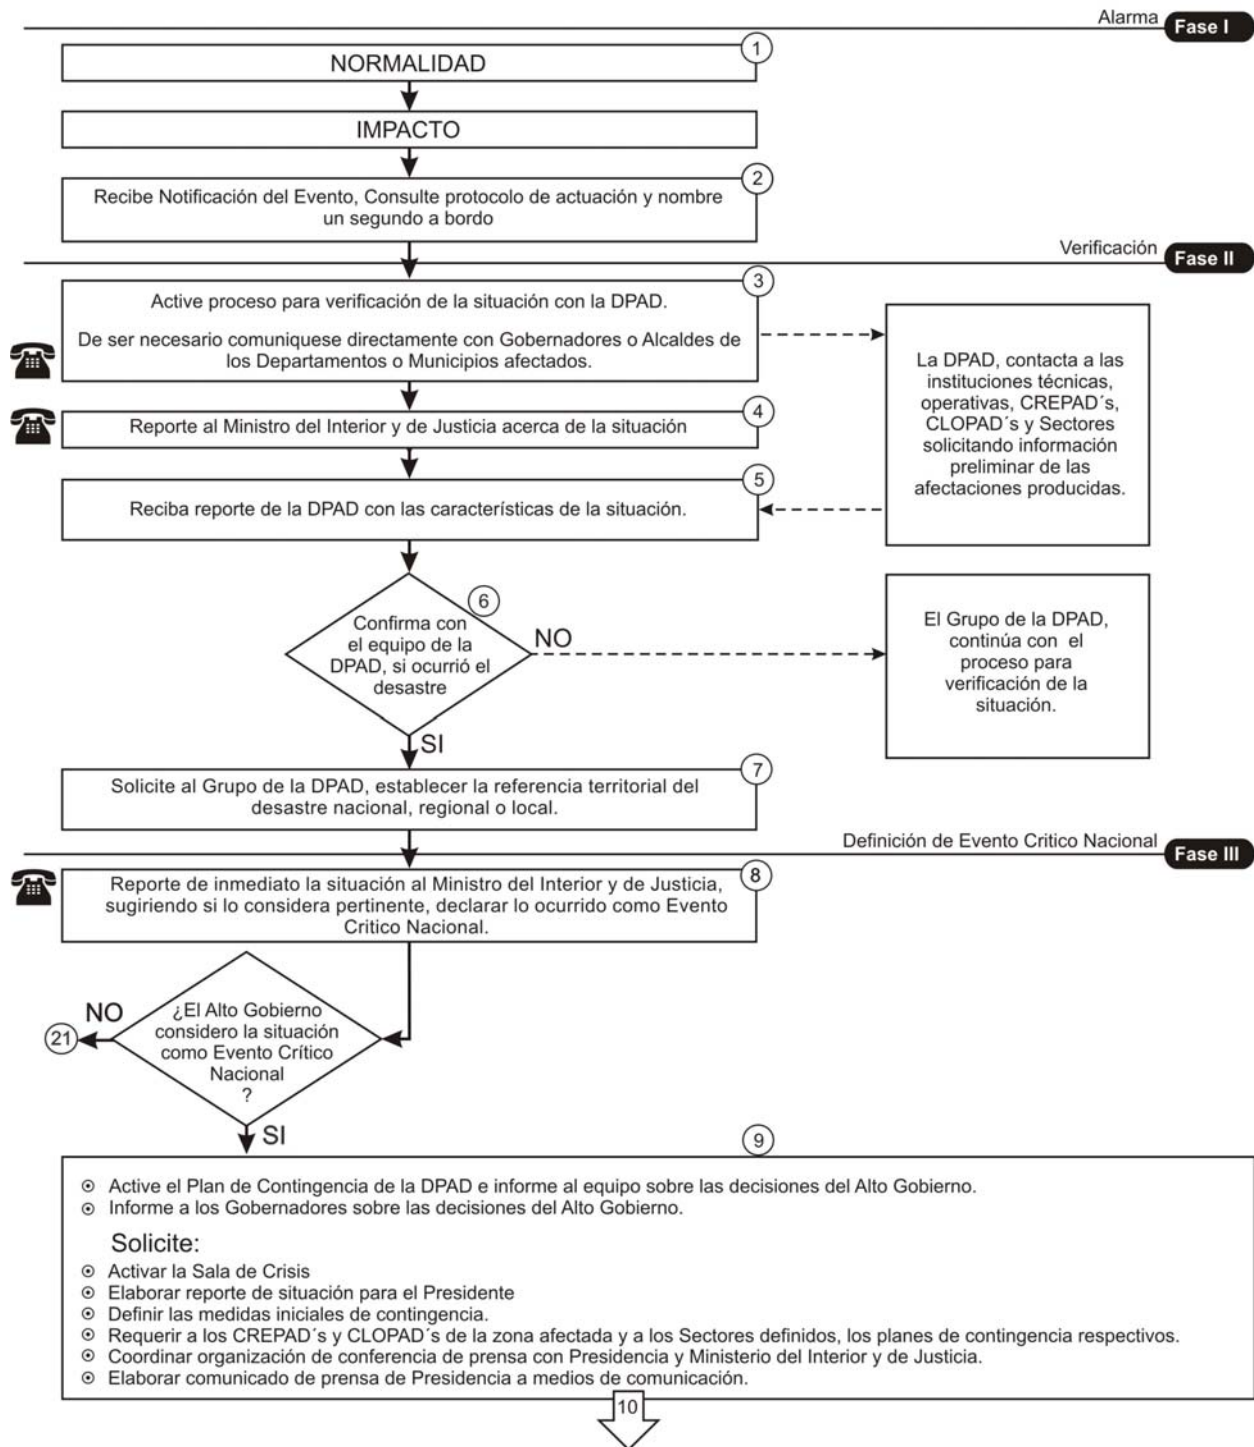 Alarma
Fase I
1
NORMALIDAD
IMPACTO
2
Recibe Notificación del Evento, Consulte protocolo de actuación y nombre
un segundo a bordo
Verificación
Fase II
3
Active proceso para verificación de la situación con la DPAD.
De ser necesario comuniquese directamente con Gobernadores o Alcaldes de
los Departamentos o Municipios afectados.
La DPAD, contacta a las
instituciones técnicas,
operativas, CREPAD´s,
CLOPAD´s y Sectores
solicitando información
preliminar de las
afectaciones producidas.
4
Reporte al Ministro del Interior y de Justicia acerca de la situación
5
Reciba reporte de la DPAD con las características de la situación.
6
Confirma con
el equipo de la
DPAD, si ocurrió el
desastre
NO
El Grupo de la DPAD,
continúa con el
proceso para
verificación de la
situación.
SI
7
Solicite al Grupo de la DPAD, establecer la referencia territorial del
desastre nacional, regional o local.
Definición de Evento Critico Nacional
Fase III
8
Reporte de inmediato la situación al Ministro del Interior y de Justicia,
sugiriendo si lo considera pertinente, declarar lo ocurrido como Evento
Critico Nacional.
NO
21
¿El Alto Gobierno
considero la situación
como Evento Crítico
Nacional
?
SI
9
Active el Plan de Contingencia de la DPAD e informe al equipo sobre las decisiones del Alto Gobierno.
Informe a los Gobernadores sobre las decisiones del Alto Gobierno.
Solicite:
Activar la Sala de Crisis
Elaborar reporte de situación para el Presidente
Definir las medidas iniciales de contingencia.
Requerir a los CREPAD´s y CLOPAD´s de la zona afectada y a los Sectores definidos, los planes de contingencia respectivos.
Coordinar organización de conferencia de prensa con Presidencia y Ministerio del Interior y de Justicia.
Elaborar comunicado de prensa de Presidencia a medios de comunicación.
10